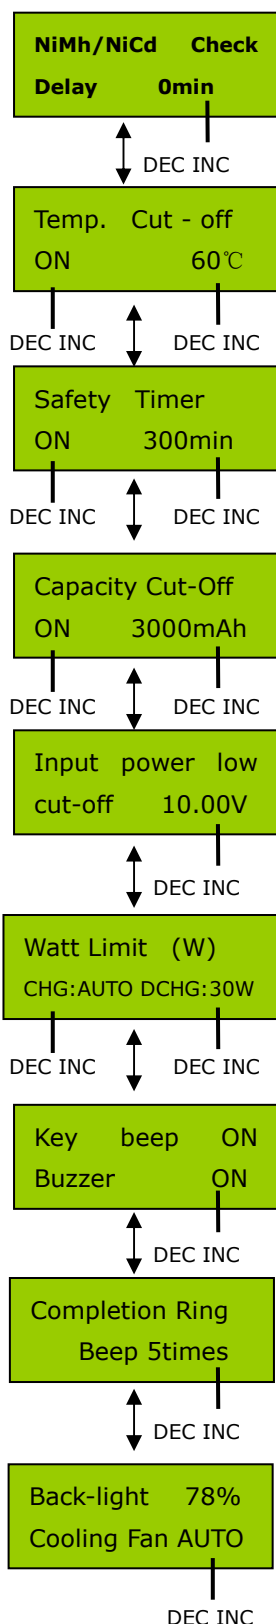 NiMh/NiCd Check
Delay 0min
DEC INC
Temp. Cut - off
ON 60℃
DEC INC DEC INC
Safety Timer
ON 300min
DEC INC DEC INC
Capacity Cut-Off
ON 3000mAh
DEC INC DEC INC
Input power low
cut-off 10.00V
DEC INC
Watt Limit (W)
CHG:AUTO DCHG:30W
DEC INC DEC INC
Key beep ON
Buzzer ON
DEC INC
Completion Ring
Beep 5times
DEC INC
Back-light 78%
Cooling Fan AUTO
DEC INC